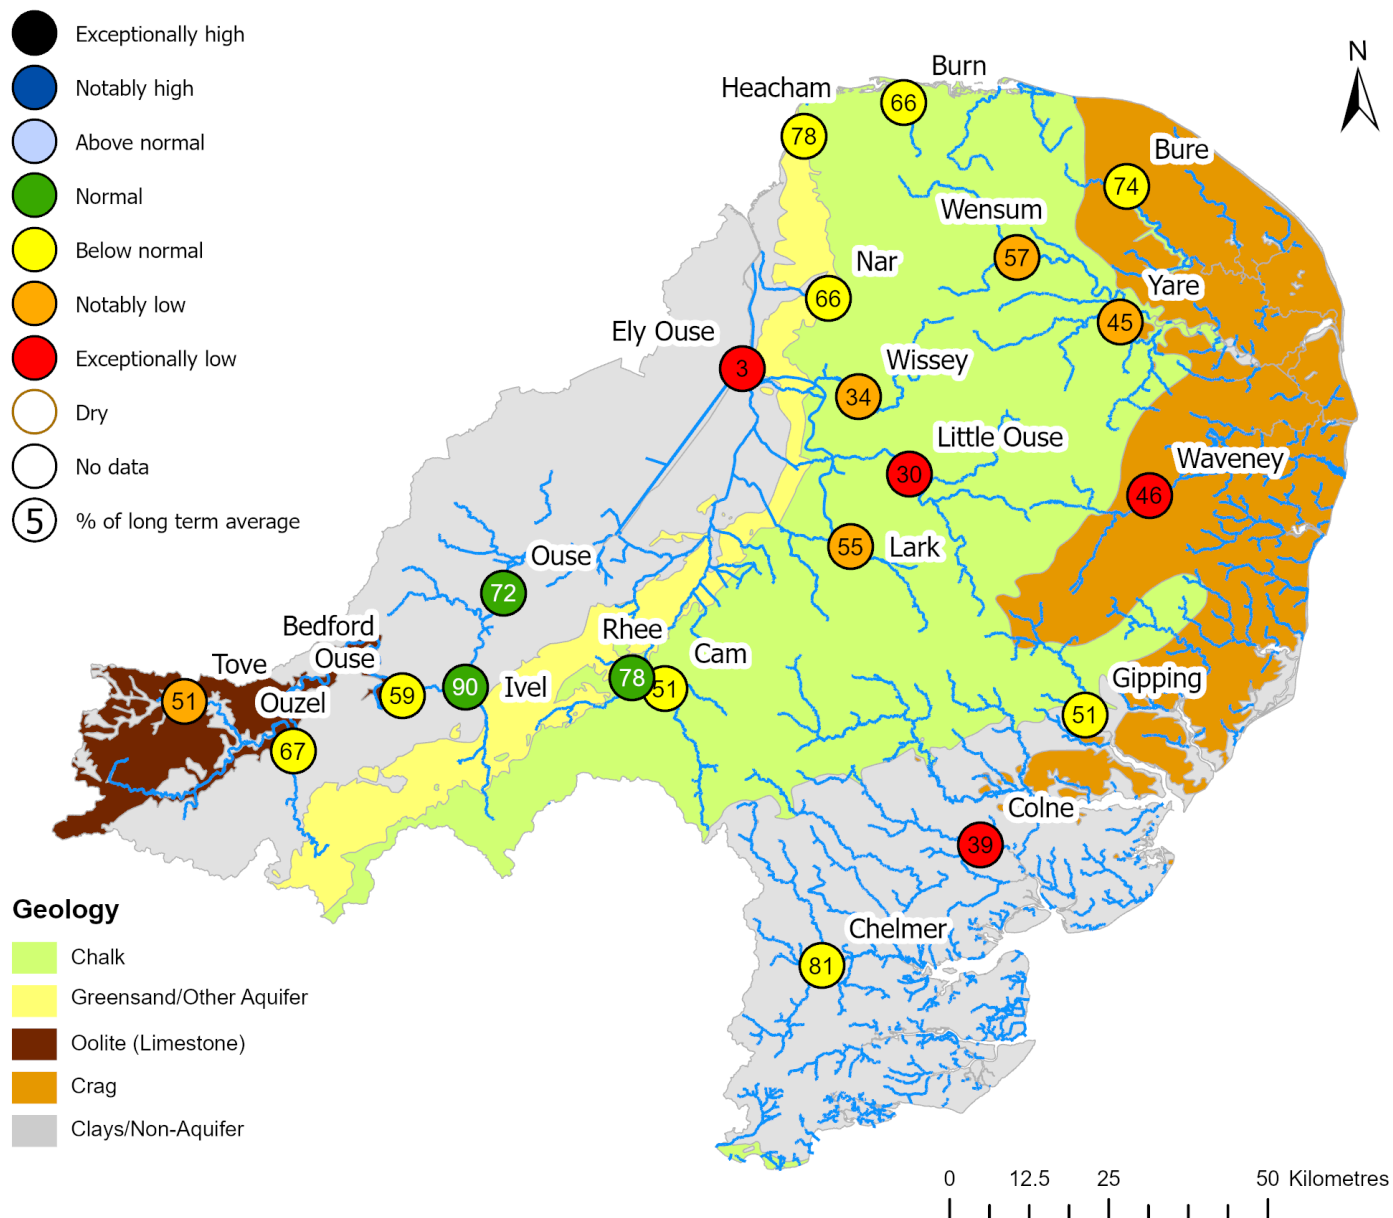 Exceptionally high
Notably high
Above normal
Normal
Below normal
Notably low
Exceptionally low
Dry
No data
5 % of long term average
N
Burn
66
Heacham
78
Bure
74
Wensum
57
Nar
66
Yare
45
Ely Ouse
3
Wissey
34
Little Ouse
30
Waveney
46
Lark
55
Ouse
72
Bedford
Ouse
59
Rhee
78
Cam
51
Ivel
90
Tove
51
Ouzel
67
Gipping
51
Colne
39
Chelmer
81
Geology
Chalk
Greensand/Other Aquifer
Oolite (Limestone)
Crag
Clays/Non-Aquifer
0 12.5 25 50 Kilometres